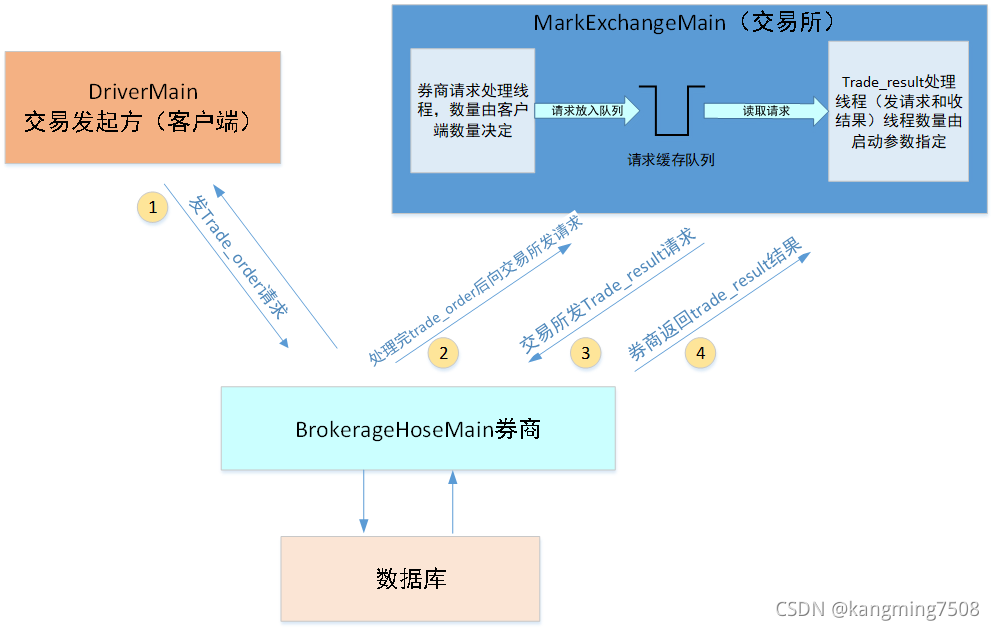 MarkExchangeMain（交易所）
DriverMain
交易发起方（客户端）
券商请求处理线
程，数量由客户
端数量决定
请求放入队列
请求缓存队列
读取请求
Trade_result处理
线程（发请求和收
结果）线程数量由
启动参数指定
1
发Trade_order请求
处理完trade_order后向交易所发请求
2
交易所发Trade_result请求
3
券商返回trade_result结果
4
BrokerageHoseMain券商
数据库
CSDN @kangming7508